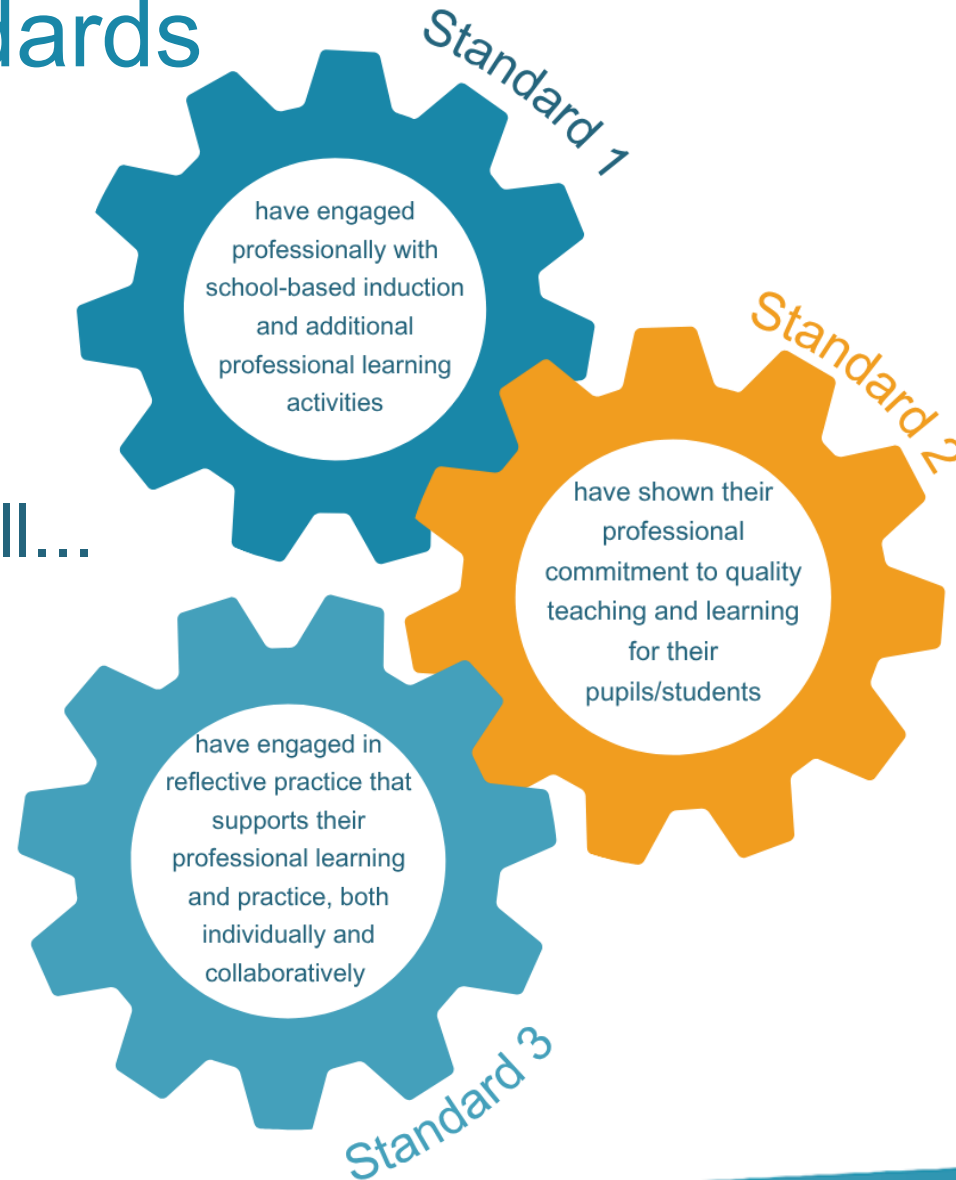 dards
Standard 1
have engaged
professionally with
school-based induction
and additional
professional learning
activities
Standard 2
have shown their
professional
commitment to quality
teaching and learning
for their
pupils/students
ll...
have engaged in
reflective practice that
supports their
professional learning
and practice, both
individually and
collaboratively
Standard 3